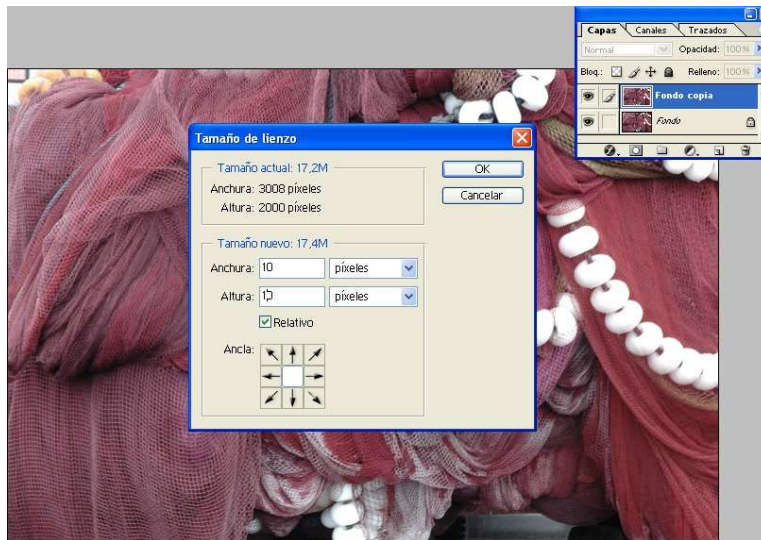 Capas Canales Trazados
Normal Opacidad: 100%
Bloq.: Relleno: 100%
Fondo copia
Fondo
Tamaño de lienzo
Tamaño actual: 17,2M
OK
Anchura: 3008 píxeles
Cancelar
Altura: 2000 píxeles
Tamaño nuevo: 17,4M
Anchura: 10 píxeles
Altura: píxeles
Relativo
Ancla: